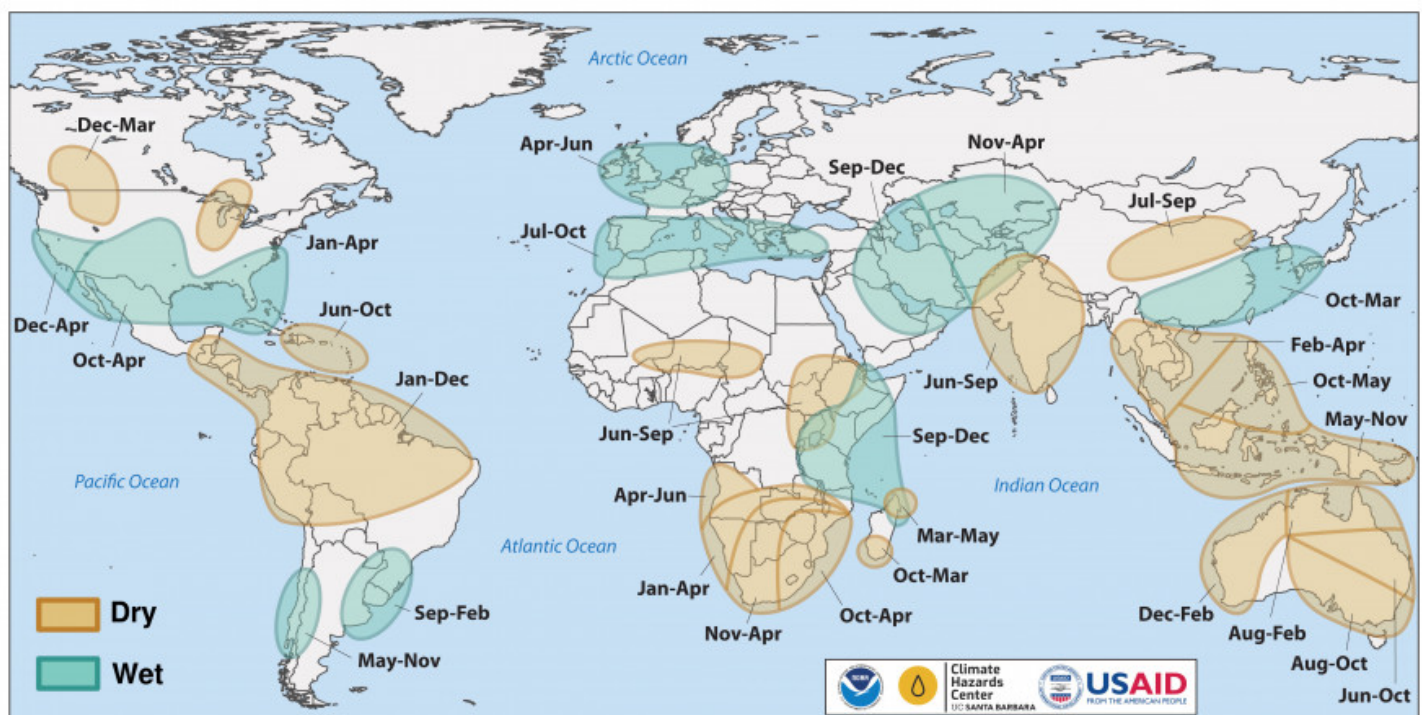 Arctic Ocean
Dec-Mar
Apr-Jun
Nov-Apr
Sep-Dec
Jul-Sep
Jul-Oct
Jan-Apr
Oct-Mar
Dec-Apr
Jun-Oct
Oct-Apr
Feb-Apr
Jan-Dec
Jun-Sep
Oct-May
May-Nov
Jun-Sep
Sep-Dec
Pacific Ocean
Indian Ocean
Apr-Jun
Mar-May
Atlantic Ocean
Oct-Mar
Jan-Apr
Dec-Feb
Dry
Sep-Feb
Oct-Apr
Nov-Apr
Aug-Feb
May-Nov
Aug-Oct
Wet
Jun-Oct
NOAA
Climate
Hazards
Center
UC SANTA BARBARA
USAID
FROM THE AMERICAN PEOPLE